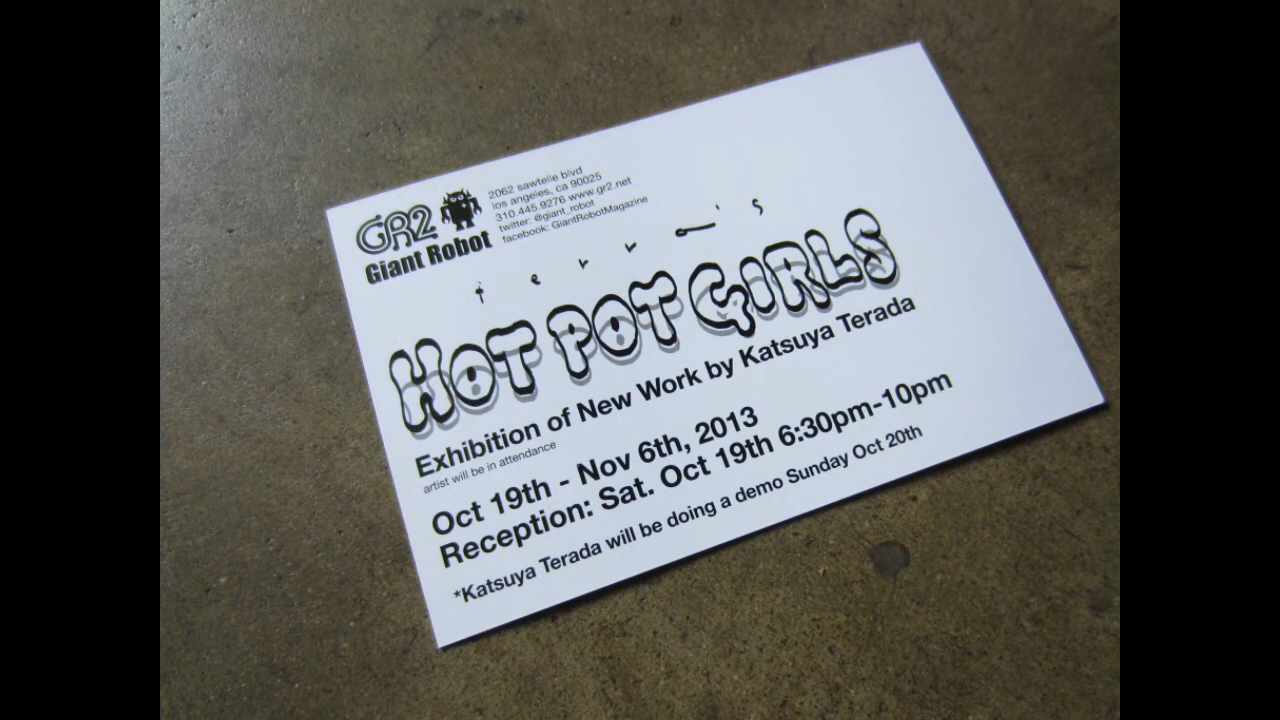 GR2
Giant Robot
2062 sawtelle blvd
los angeles, ca 90025
310.445.9276 www.gr2.net
twitter: @giant_robot
facebook: GiantRobotMagazine
terra's
HOT POT GIRLS
Exhibition of New Work by Katsuya Terada
artist will be in attendance
Oct 19th - Nov 6th, 2013
Reception: Sat. Oct 19th 6:30pm-10pm
*Katsuya Terada will be doing a demo Sunday Oct 20th